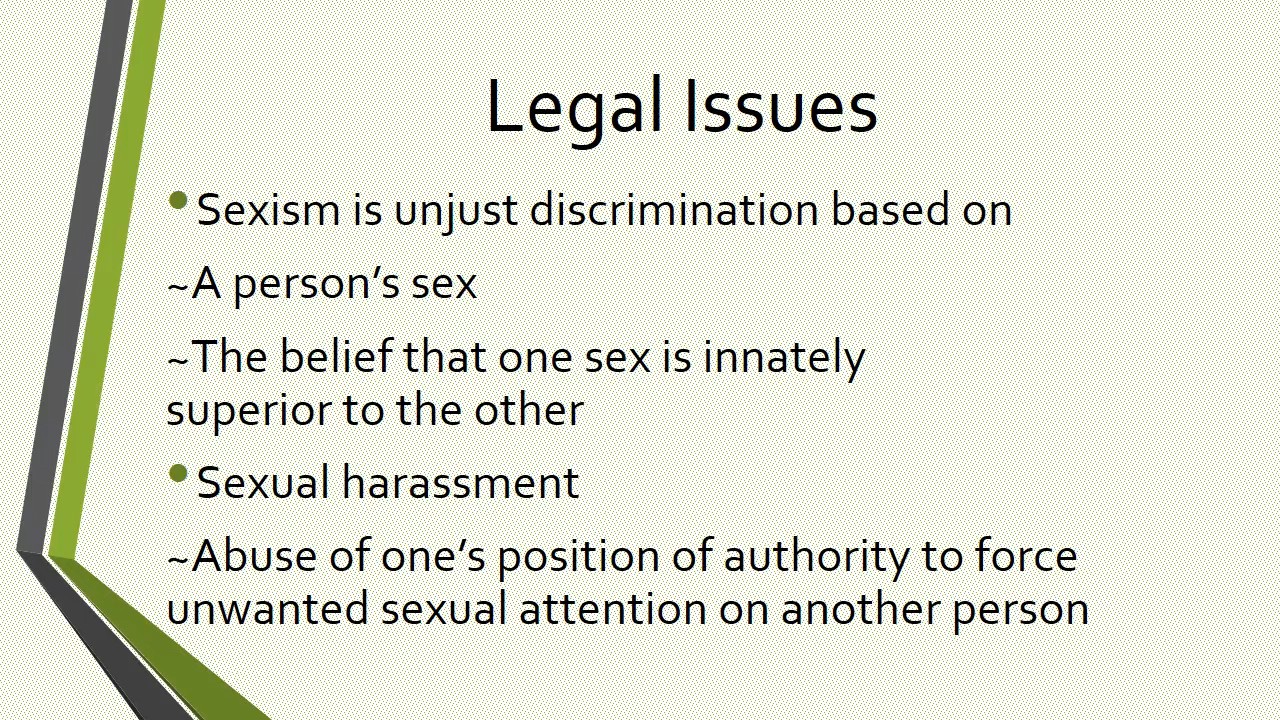 Legal Issues
• Sexism is unjust discrimination based on
~A person’s sex
~The belief that one sex is innately
superior to the other
• Sexual harassment
~Abuse of one’s position of authority to force
unwanted sexual attention on another person